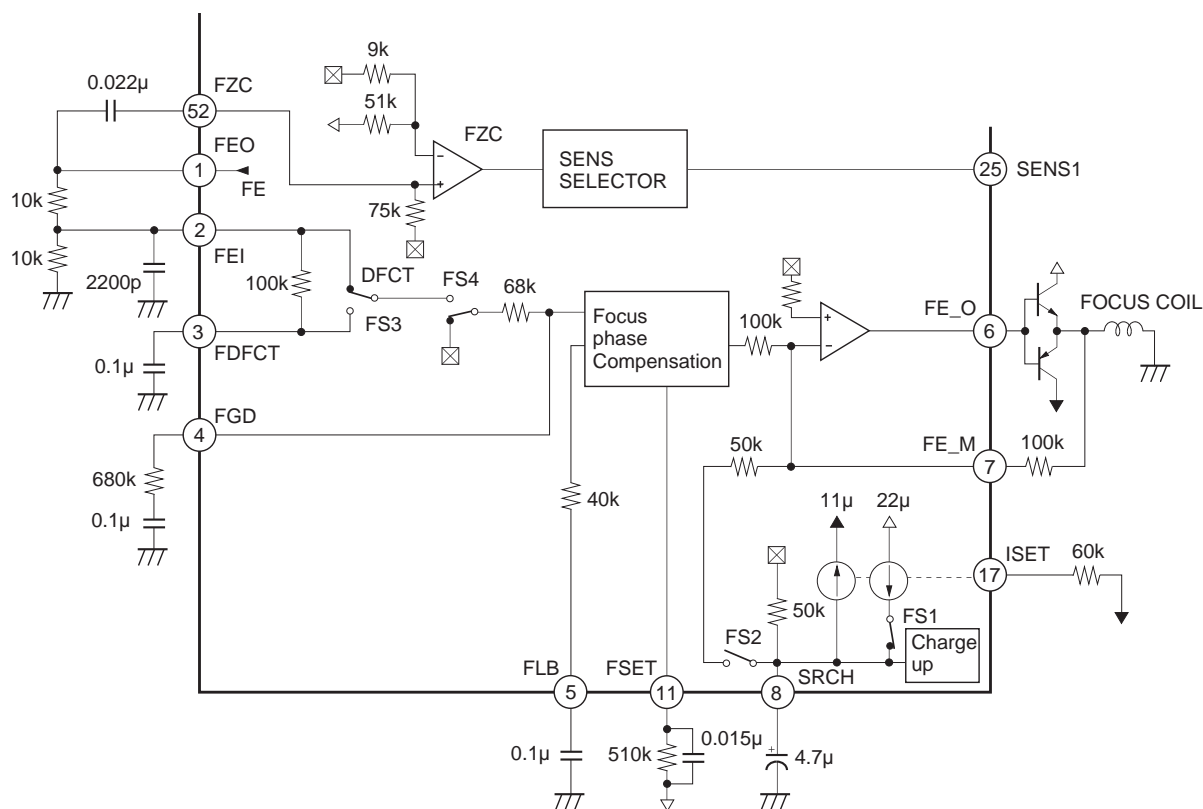 9k
0.022µ
FZC
52
51k
FZC
FEO
1
FE
SENS
SELECTOR
25
SENS1
10k
75k
2
FEI
10k
2200p
100k
DFCT
FS4
68k
FS3
3
FDFCT
Focus
phase
Compensation
100k
FE_O
6
FOCUS COIL
0.1µ
FGD
4
50k
FE_M
7
100k
680k
0.1µ
40k
11µ
22µ
ISET
17
60k
50k
FS1
FS2
Charge
up
FLB
FSET
SRCH
5
11
8
0.1µ
510k
0.015µ
4.7µ